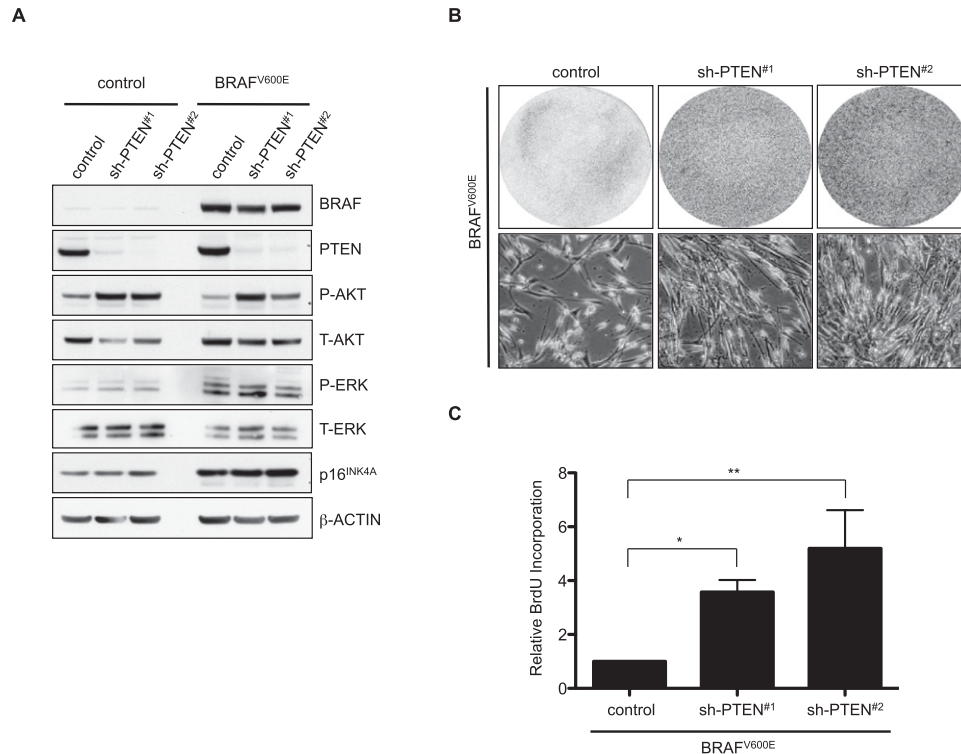 A
control BRAFV600E
control sh-PTEN#1 sh-PTEN#2 control sh-PTEN#1 sh-PTEN#2
BRAF
PTEN
P-AKT
T-AKT
P-ERK
T-ERK
p16INK4A
β-ACTIN
B
control sh-PTEN#1 sh-PTEN#2
BRAFV600E
C
Relative BrdU Incorporation
8
6
4
2
0
**
*
control sh-PTEN#1 sh-PTEN#2
BRAFV600E